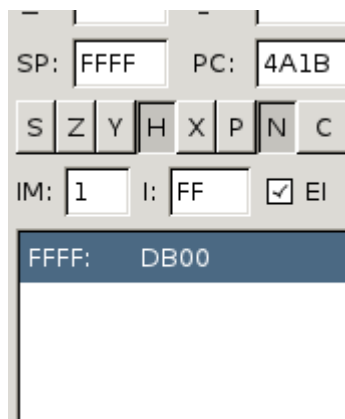 SP: FFFF PC: 4A1B
S Z Y H X P N C
IM: 1 I: FF EI
FFFF: DB00